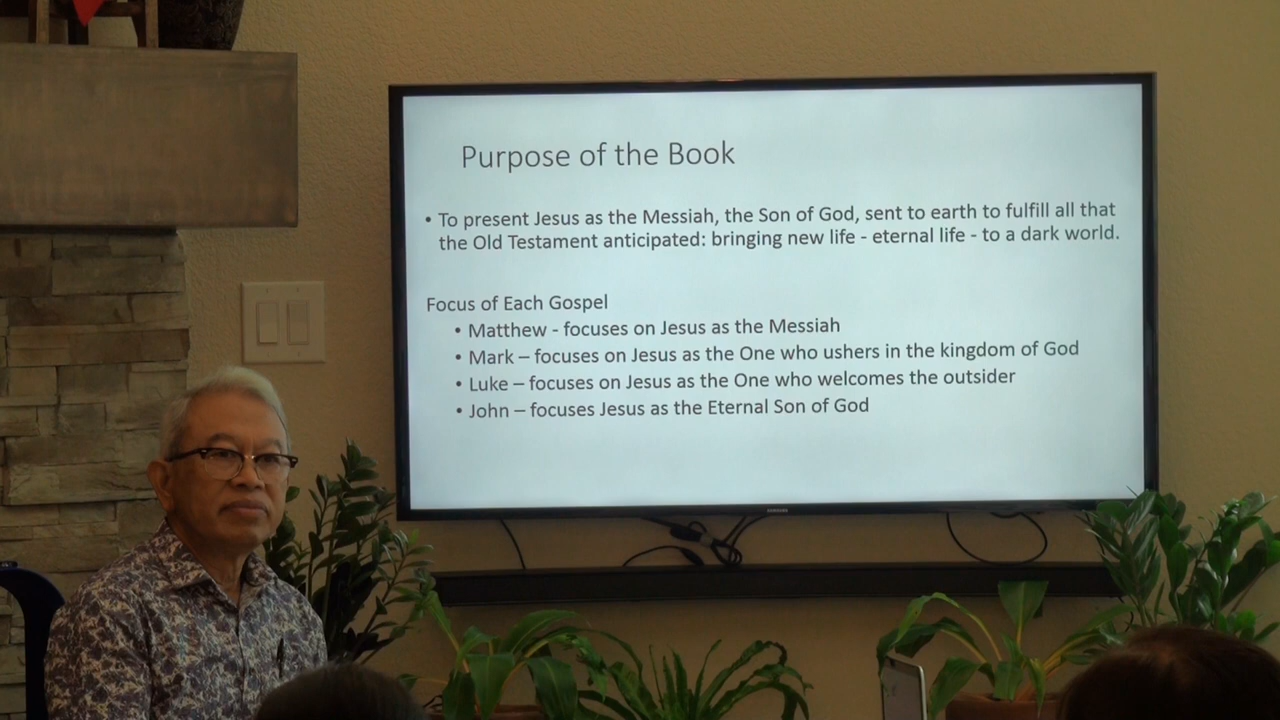 Purpose of the Book
• To present Jesus as the Messiah, the Son of God, sent to earth to fulfill all that
the Old Testament anticipated: bringing new life - eternal life - to a dark world.
Focus of Each Gospel
• Matthew - focuses on Jesus as the Messiah
• Mark – focuses on Jesus as the One who ushers in the kingdom of God
• Luke – focuses on Jesus as the One who welcomes the outsider
• John – focuses Jesus as the Eternal Son of God
SAMSUNG